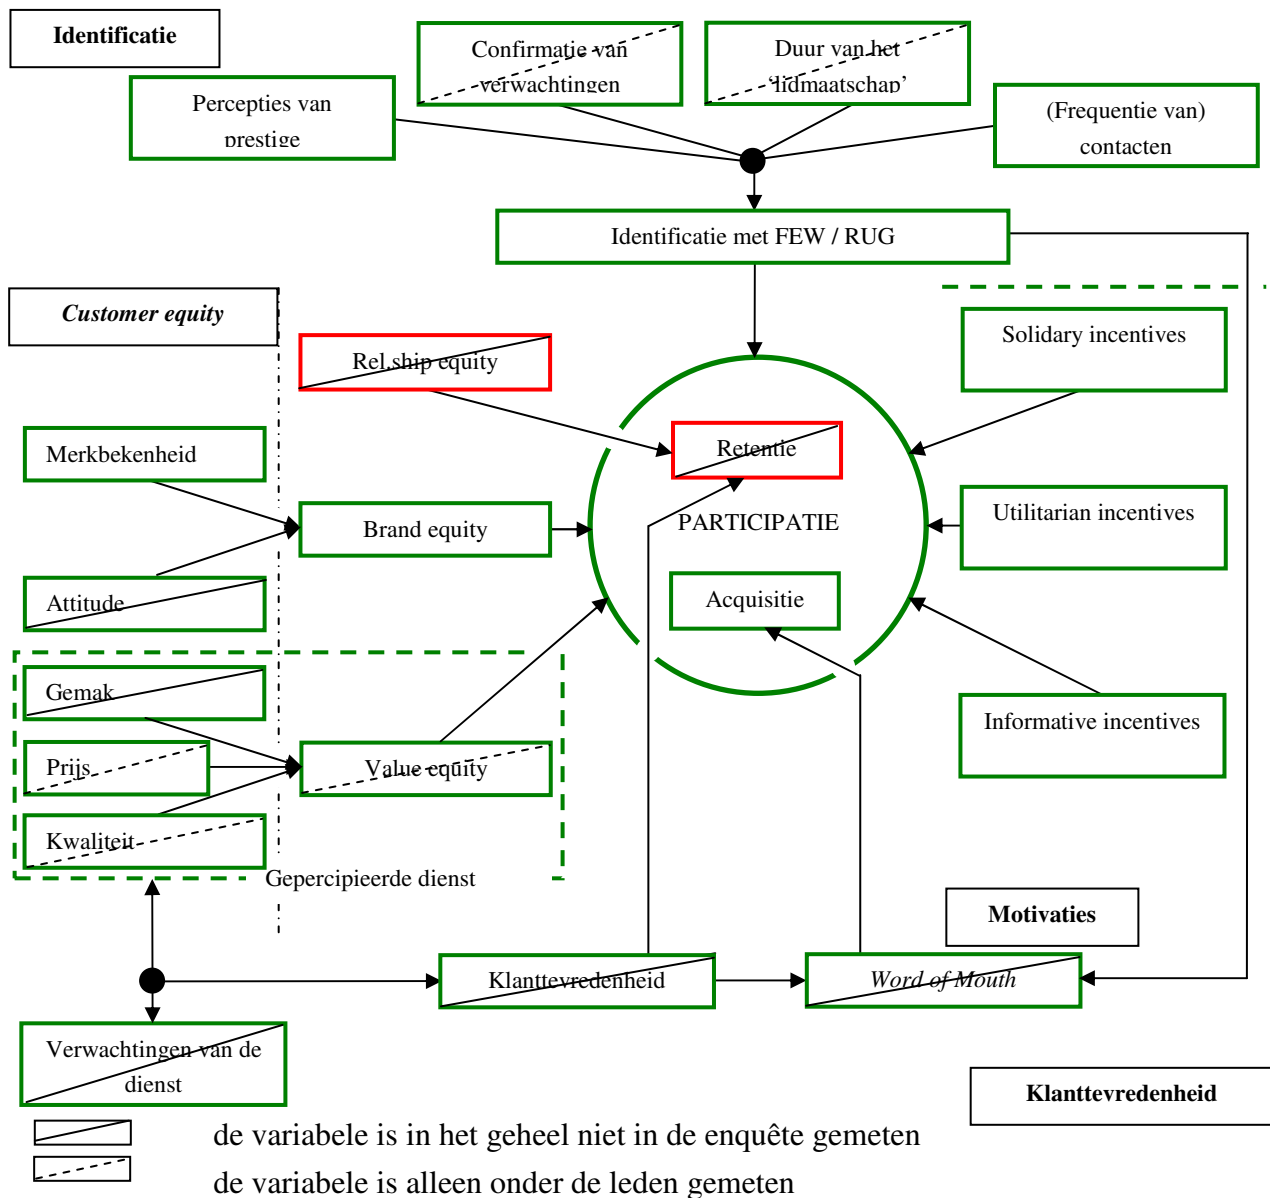 Identificatie
Confirmatie van
verwachtingen
Duur van het
‘lidmaatschap’
Percepties van
prestige
(Frequentie van)
contacten
Identificatie met FEW / RUG
Customer equity
Rel.ship equity
Solidary incentives
Merkbekenheid
Retentie
Brand equity
PARTICIPATIE
Utilitarian incentives
Attitude
Acquisitie
Gemak
Informative incentives
Prijs
Value equity
Kwaliteit
Gepercipieerde dienst
Motivaties
Klanttevredenheid
Word of Mouth
Verwachtingen van de
dienst
Klanttevredenheid
de variabele is in het geheel niet in de enquête gemeten
de variabele is alleen onder de leden gemeten